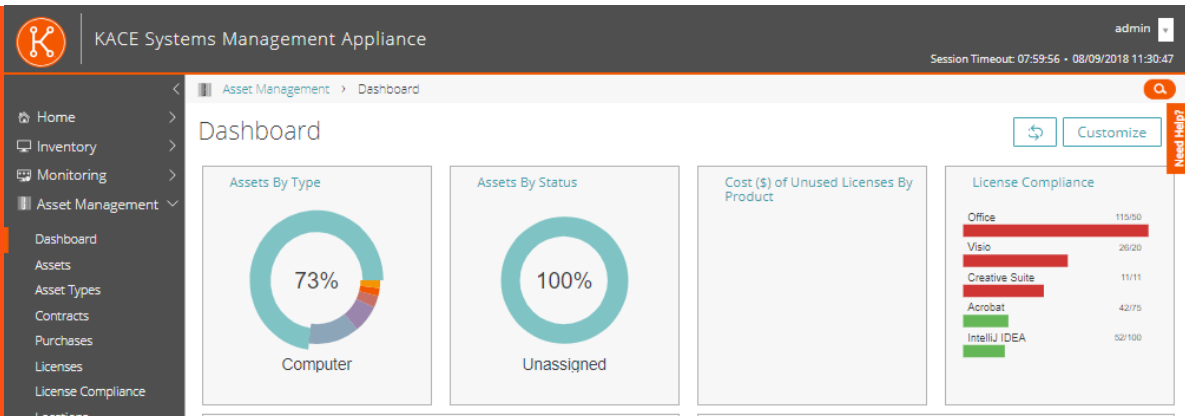 KACE Systems Management Appliance
admin
Session Timeout: 07:59:56 • 08/09/2018 11:30:47
Asset Management › Dashboard
Home
Inventory
Monitoring
Asset Management
Dashboard
Assets
Asset Types
Contracts
Purchases
Licenses
License Compliance
Locations
Dashboard
Customize
Need Help?
Assets By Type
73%
Computer
Assets By Status
100%
Unassigned
Cost ($) of Unused Licenses By
Product
License Compliance
Office 115/50
Visio 26/20
Creative Suite 11/11
Acrobat 42/75
IntelliJ IDEA 52/100